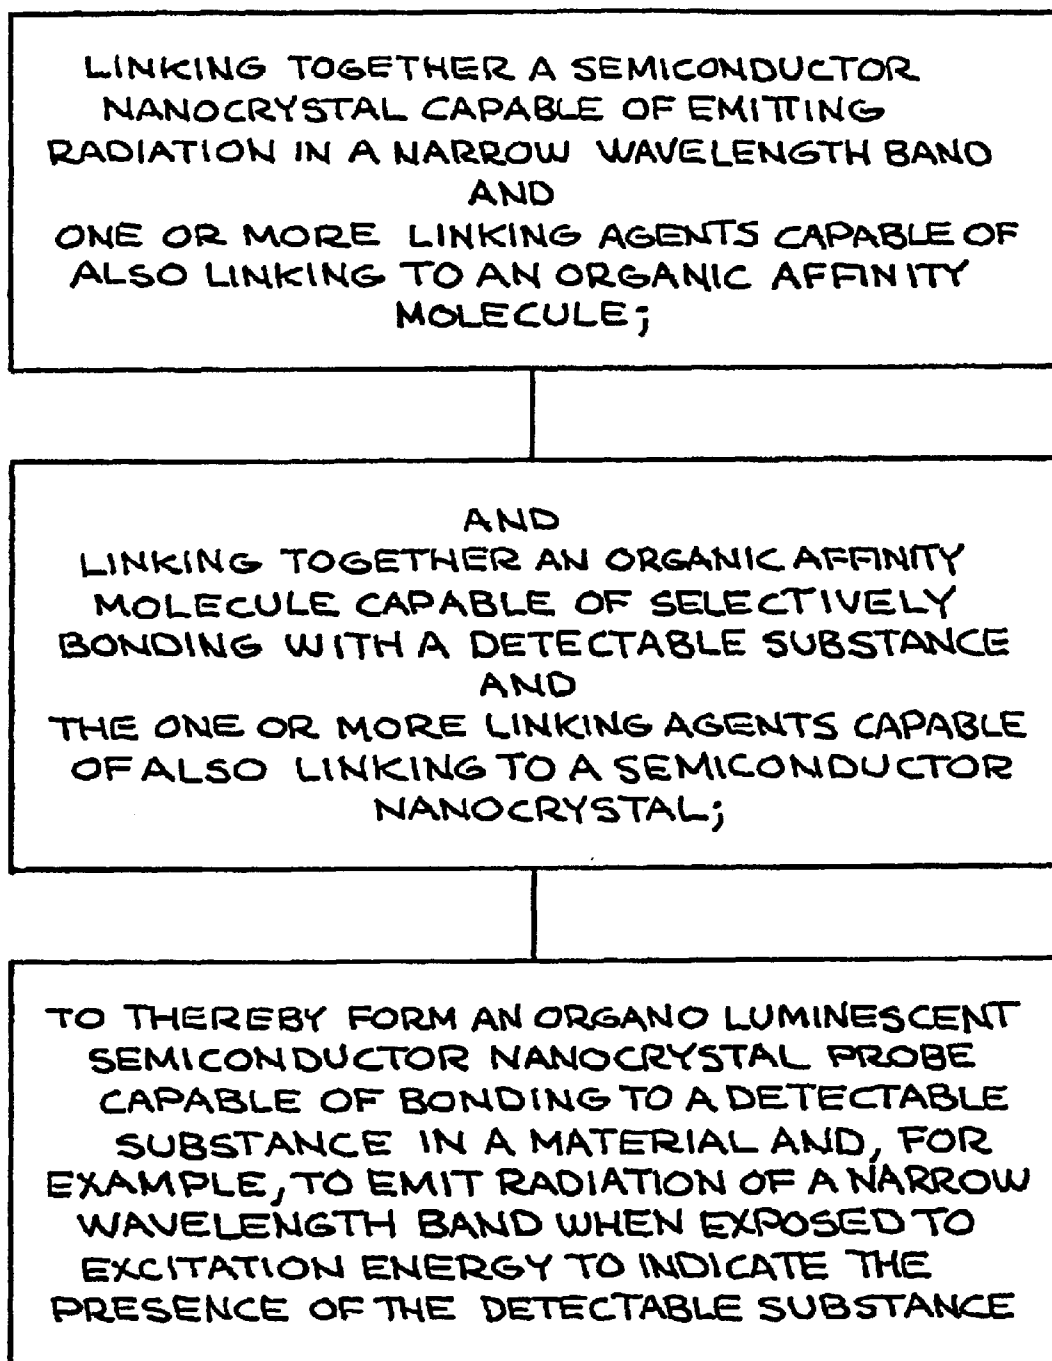 LINKING TOGETHER A SEMICONDUCTOR
NANOCRYSTAL CAPABLE OF EMITTING
RADIATION IN A NARROW WAVELENGTH BAND
AND
ONE OR MORE LINKING AGENTS CAPABLE OF
ALSO LINKING TO AN ORGANIC AFFINITY
MOLECULE;
AND
LINKING TOGETHER AN ORGANIC AFFINITY
MOLECULE CAPABLE OF SELECTIVELY
BONDING WITH A DETECTABLE SUBSTANCE
AND
THE ONE OR MORE LINKING AGENTS CAPABLE
OF ALSO LINKING TO A SEMICONDUCTOR
NANOCRYSTAL;
TO THEREBY FORM AN ORGANO LUMINESCENT
SEMICONDUCTOR NANOCRYSTAL PROBE
CAPABLE OF BONDING TO A DETECTABLE
SUBSTANCE IN A MATERIAL AND, FOR
EXAMPLE, TO EMIT RADIATION OF A NARROW
WAVELENGTH BAND WHEN EXPOSED TO
EXCITATION ENERGY TO INDICATE THE
PRESENCE OF THE DETECTABLE SUBSTANCE